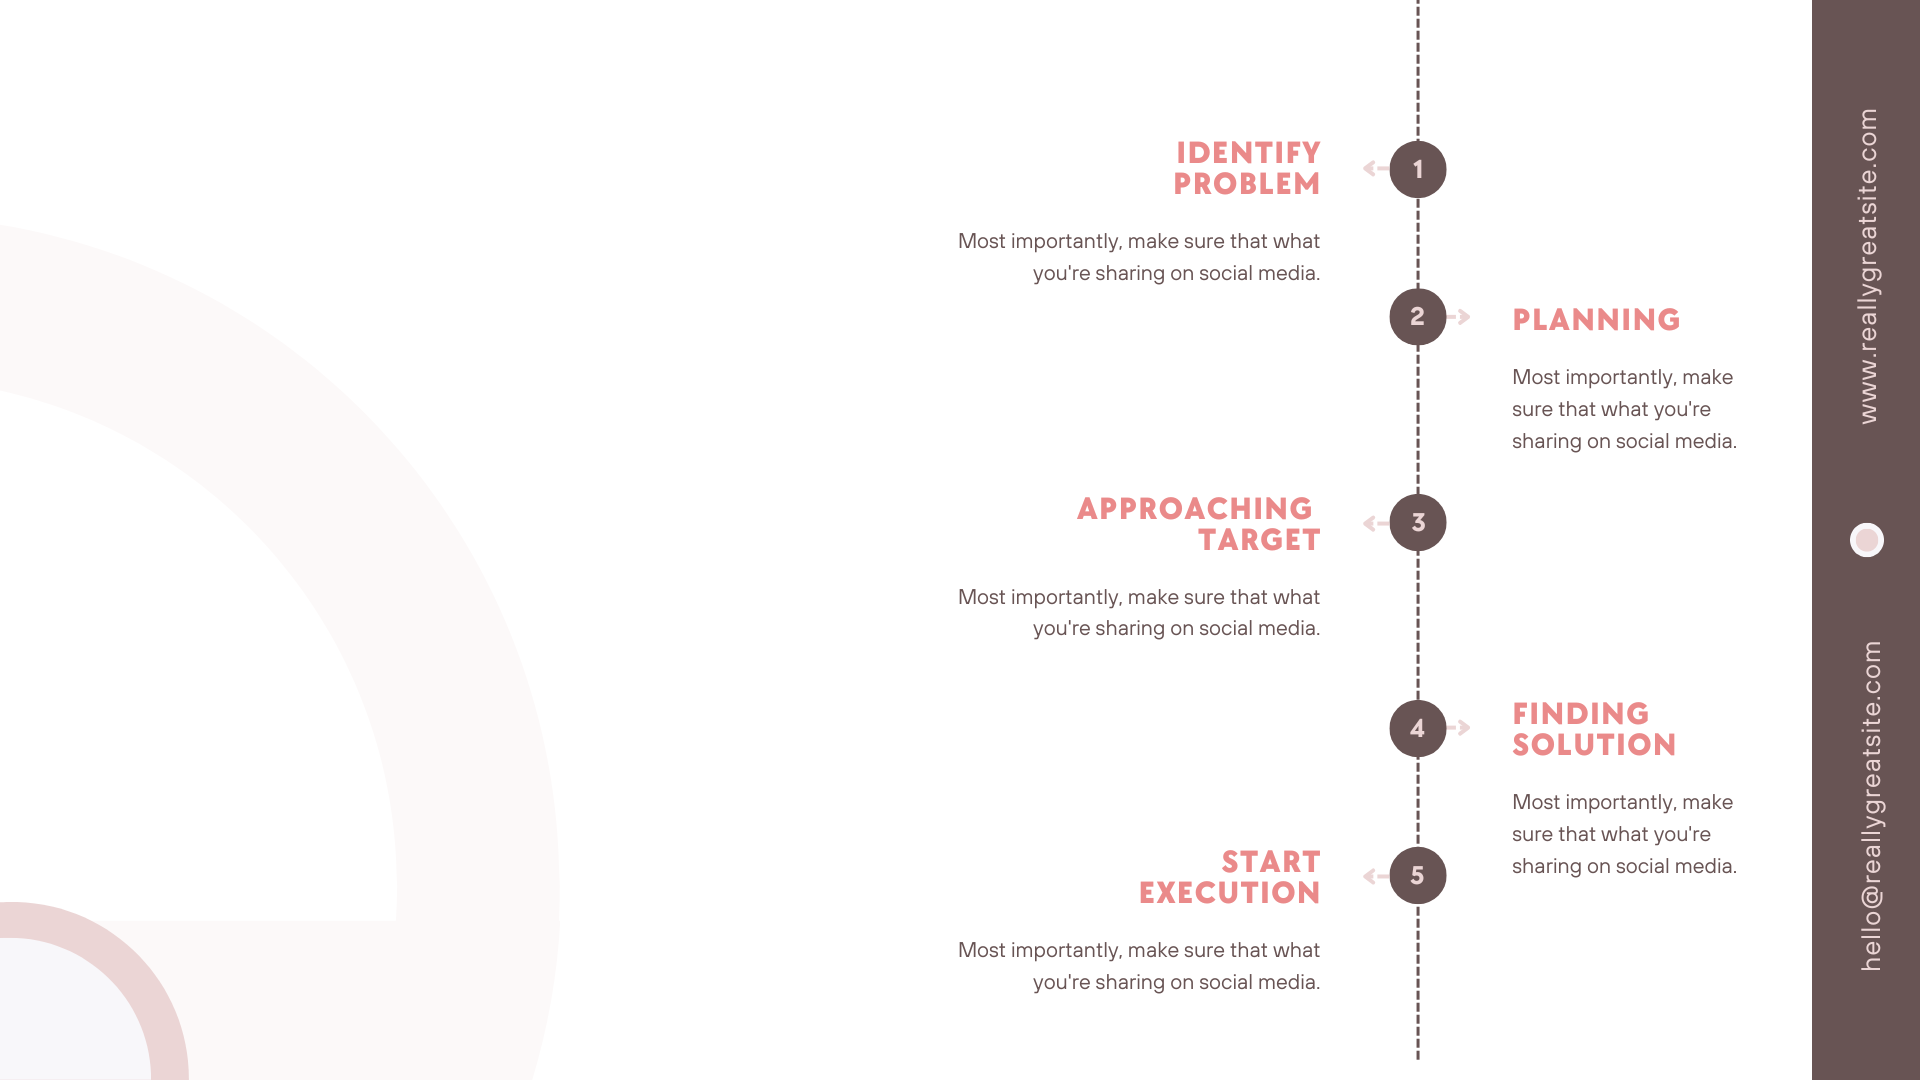 1
IDENTIFY
PROBLEM
Most importantly, make sure that what
you're sharing on social media.
2
PLANNING
Most importantly, make
sure that what you're
sharing on social media.
3
APPROACHING
TARGET
Most importantly, make sure that what
you're sharing on social media.
4
FINDING
SOLUTION
Most importantly, make
sure that what you're
sharing on social media.
5
START
EXECUTION
Most importantly, make sure that what
you're sharing on social media.
www.reallygreatsite.com
hello@reallygreatsite.com